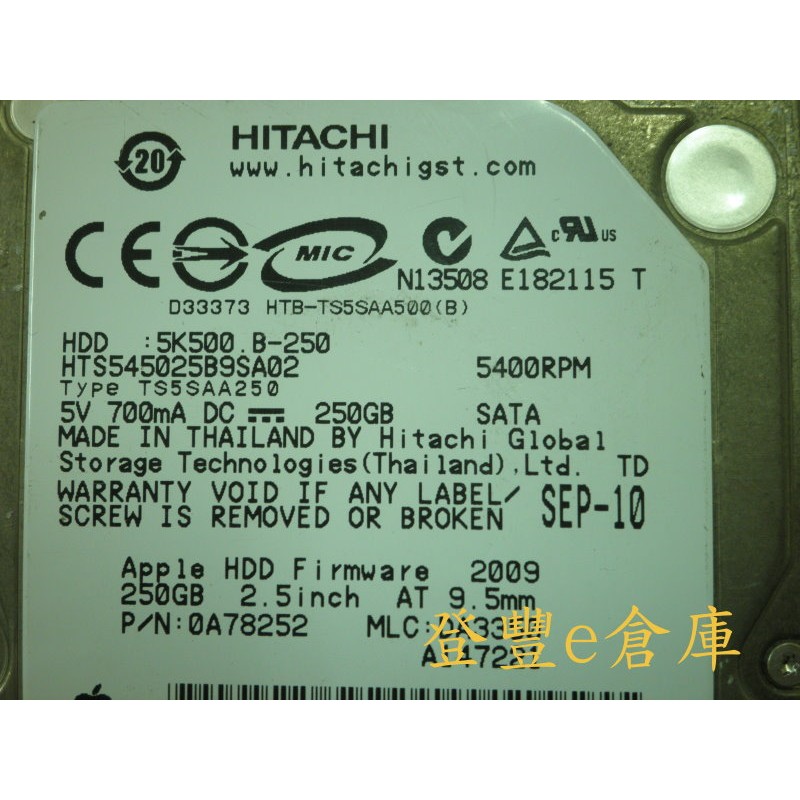 20
HITACHI
www.hitachigst.com
CE MIC c RU US
N13508 E182115 T
D33373 HTB-TS5SAA500(B)
HDD :5K500.B-250
HTS545025B9SA02 5400RPM
Type TS5SAA250
5V 700mA DC 250GB SATA
MADE IN THAILAND BY Hitachi Global
Storage Technologies(Thailand),Ltd. TD
WARRANTY VOID IF ANY LABEL/
SCREW IS REMOVED OR BROKEN SEP-10
Apple HDD Firmware 2009
250GB 2.5inch AT 9.5mm
P/N:0A78252 MLC:
登豐e倉庫